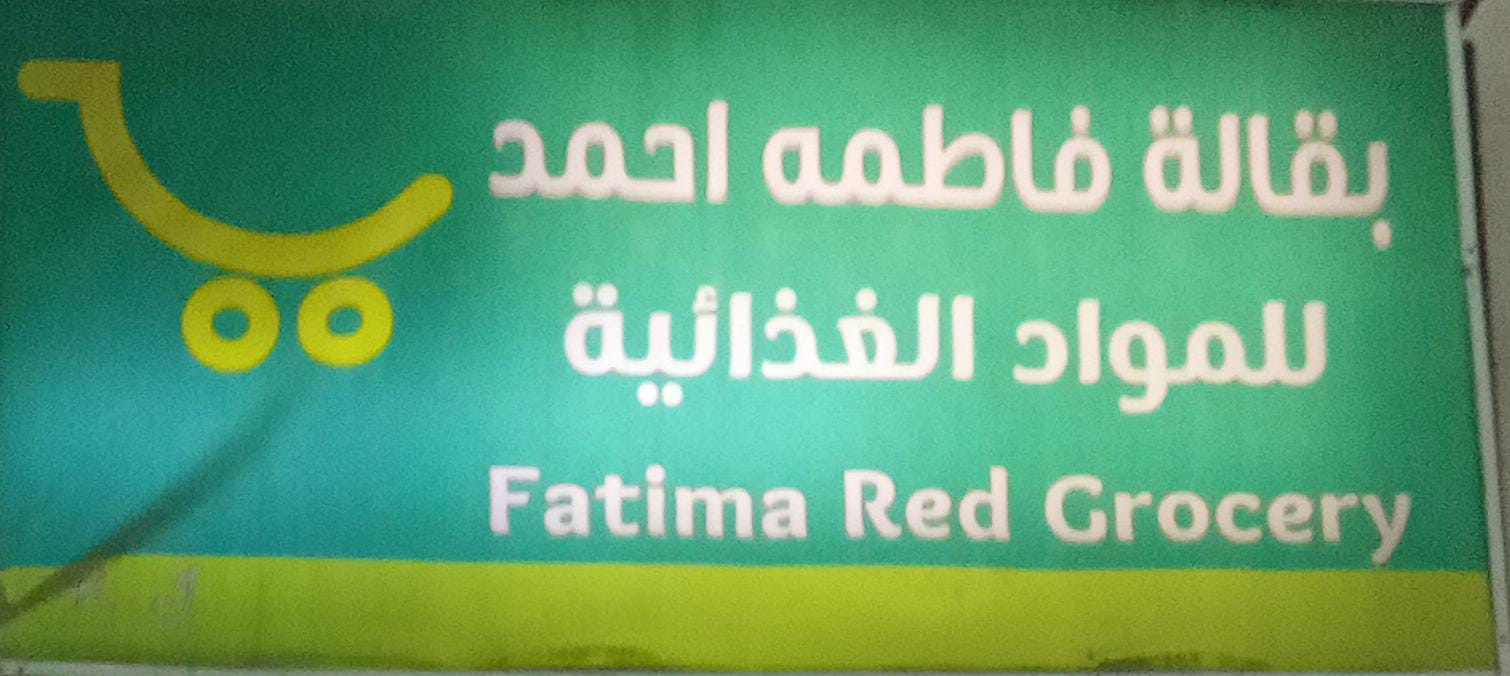 بقالة فاطمه احمد
للمواد الغذائية
Fatima Red Grocery